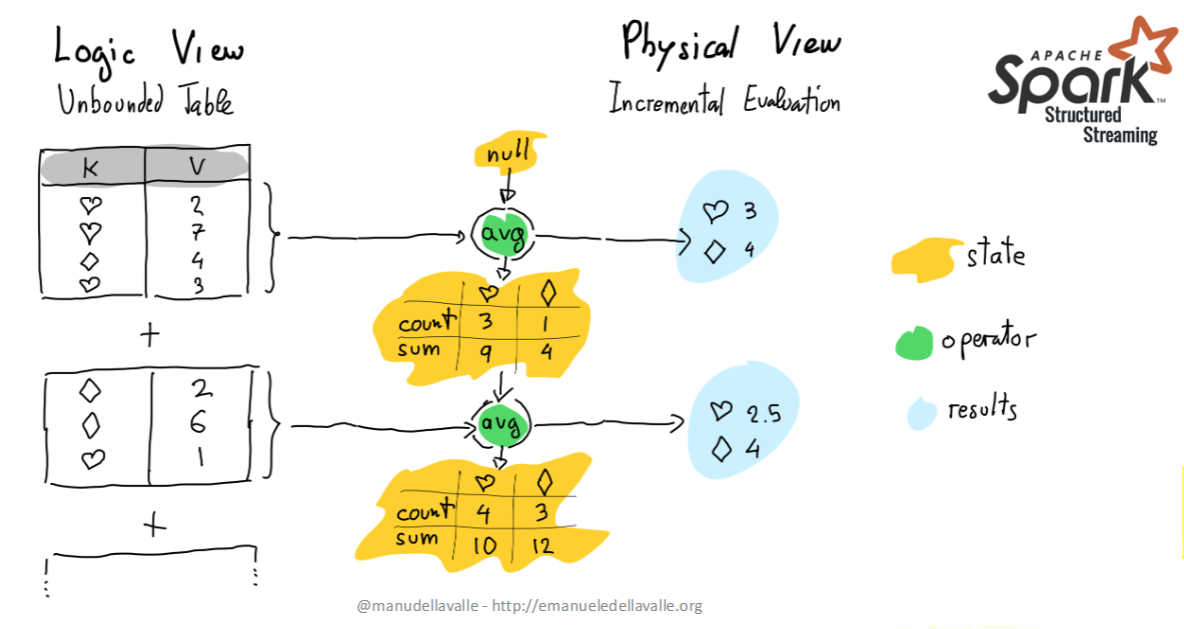 Logic View
Unbounded Table
Physical View
Incremental Evaluation
APACHE
Spark™
Structured
Streaming
K V
♡ 2
♡ 7
◇ 4
♡ 3
+
null
avg
♡ ◇
count 3 1
sum 9 4
♡ 3
◇ 4
state
operator
results
◇ 2
◇ 6
♡ 1
+
avg
♡ ◇
count 4 3
sum 10 12
♡ 2.5
◇ 4
@manudellavalle - http://emanueledellavalle.org